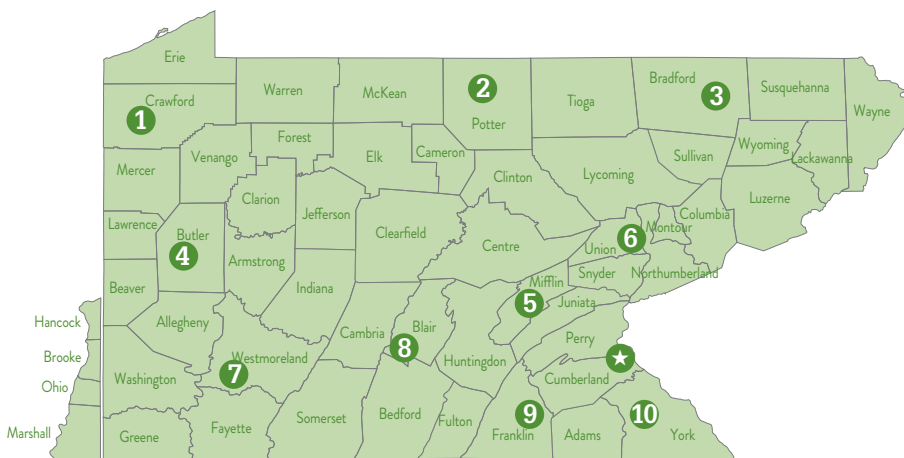 Erie
Crawford
1
Warren
McKean
2
Potter
Tioga
Bradford
3
Susquehanna
Wayne
Mercer
Venango
Forest
Elk
Cameron
Clinton
Lycoming
Sullivan
Wyoming
Lackawanna
Luzerne
Columbia
Montour
Clarion
Jefferson
Clearfield
Centre
Union
6
Lawrence
Butler
4
Armstrong
Indiana
Beaver
Snyder
Northumberland
Mifflin
5
Juniata
Hancock
Brooke
Ohio
Marshall
Allegheny
Cambria
Blair
8
Huntingdon
Perry
Washington
Westmoreland
7
Cumberland
Greene
Fayette
Somerset
Bedford
Fulton
9
Franklin
Adams
10
York